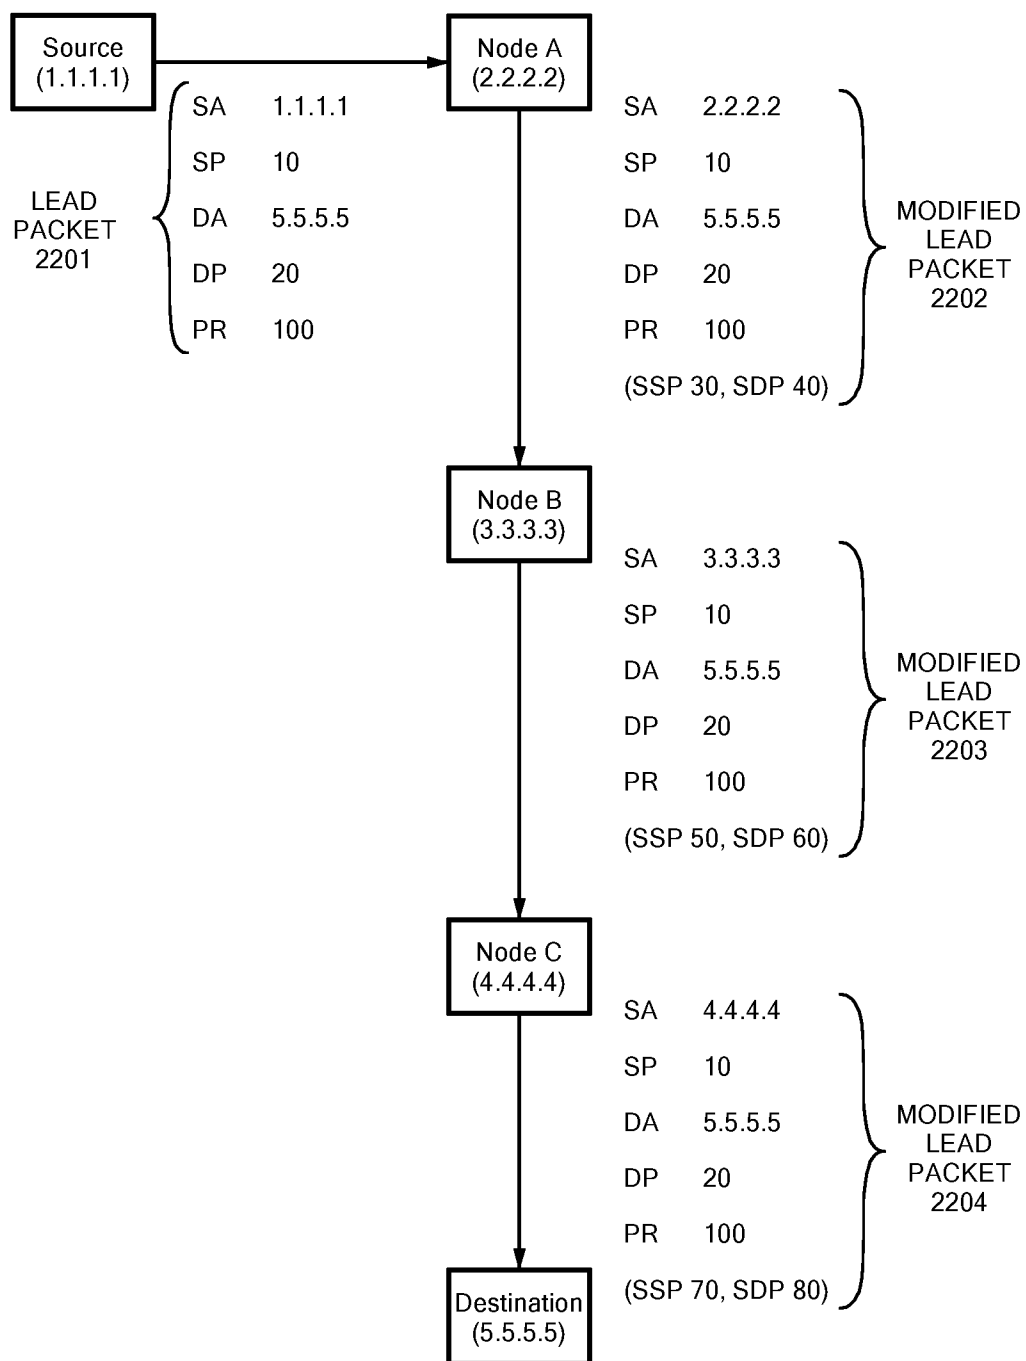 Source
(1.1.1.1)
Node A
(2.2.2.2)
LEAD
PACKET
2201
SA 1.1.1.1
SP 10
DA 5.5.5.5
DP 20
PR 100
SA 2.2.2.2
SP 10
DA 5.5.5.5
DP 20
PR 100
(SSP 30, SDP 40)
MODIFIED
LEAD
PACKET
2202
Node B
(3.3.3.3)
SA 3.3.3.3
SP 10
DA 5.5.5.5
DP 20
PR 100
(SSP 50, SDP 60)
MODIFIED
LEAD
PACKET
2203
Node C
(4.4.4.4)
SA 4.4.4.4
SP 10
DA 5.5.5.5
DP 20
PR 100
(SSP 70, SDP 80)
MODIFIED
LEAD
PACKET
2204
Destination
(5.5.5.5)